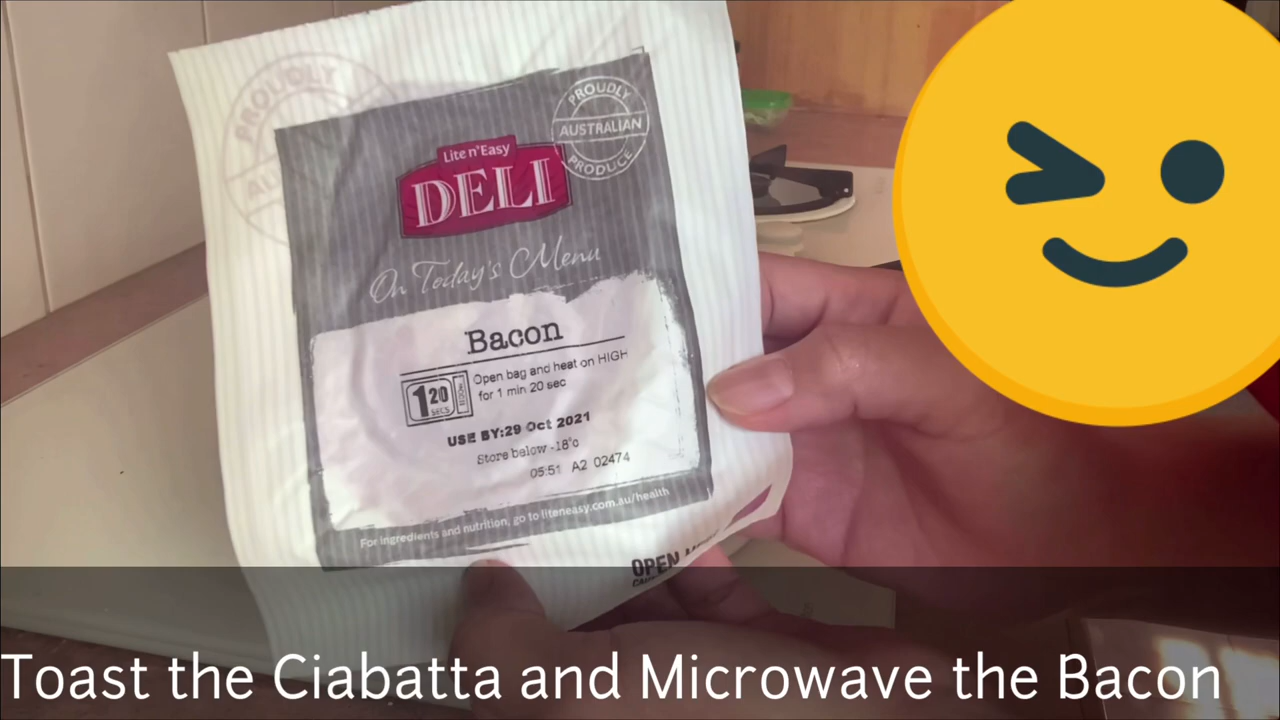 PROUDLY
AUSTRALIAN
PRODUCE
PROUDLY
Lite n' Easy
DELI
On Today's Menu
Bacon
1 20
SECS
Open bag and heat on HIGH
for 1 min 20 sec
USE BY:29 Oct 2021
Store below -18°c
05:51 A2 02474
For ingredients and nutrition, go to liteneasy.com.au/health
OPEN
Toast the Ciabatta and Microwave the Bacon